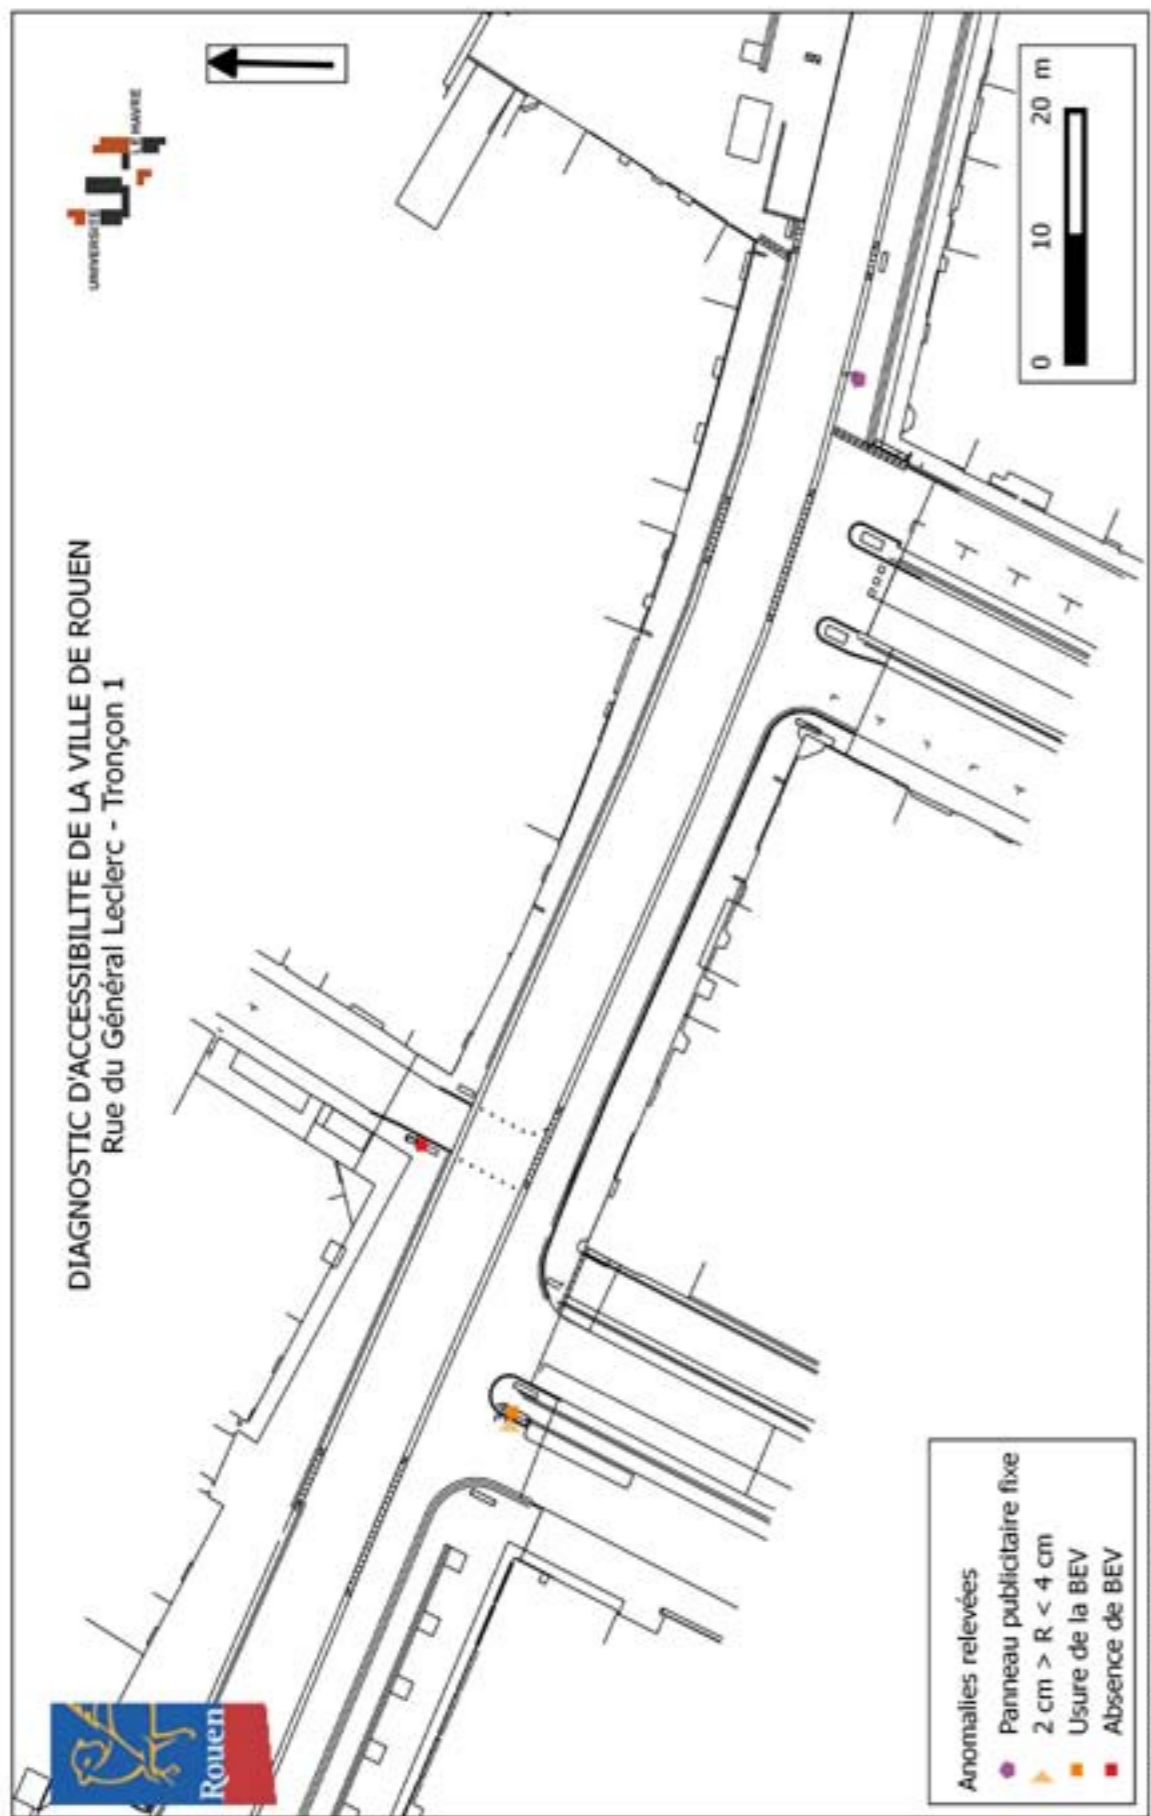 DIAGNOSTIC D'ACCESSIBILITE DE LA VILLE DE ROUEN
Rue du Général Leclerc - Tronçon 1
UNIVERSITÉ
LE HAVRE
Rouen
Anomalies relevées
Panneau publicitaire fixe
2 cm > R < 4 cm
Usure de la BEV
Absence de BEV
0 10 20 m